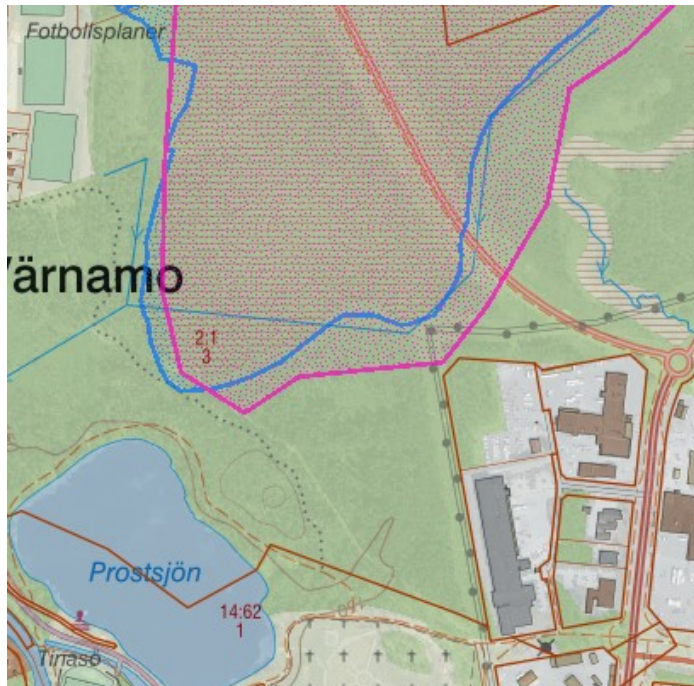 Fotbollsplaner
Värnamo
2:1
3
Prostsjön
14:62
1
Tinasö